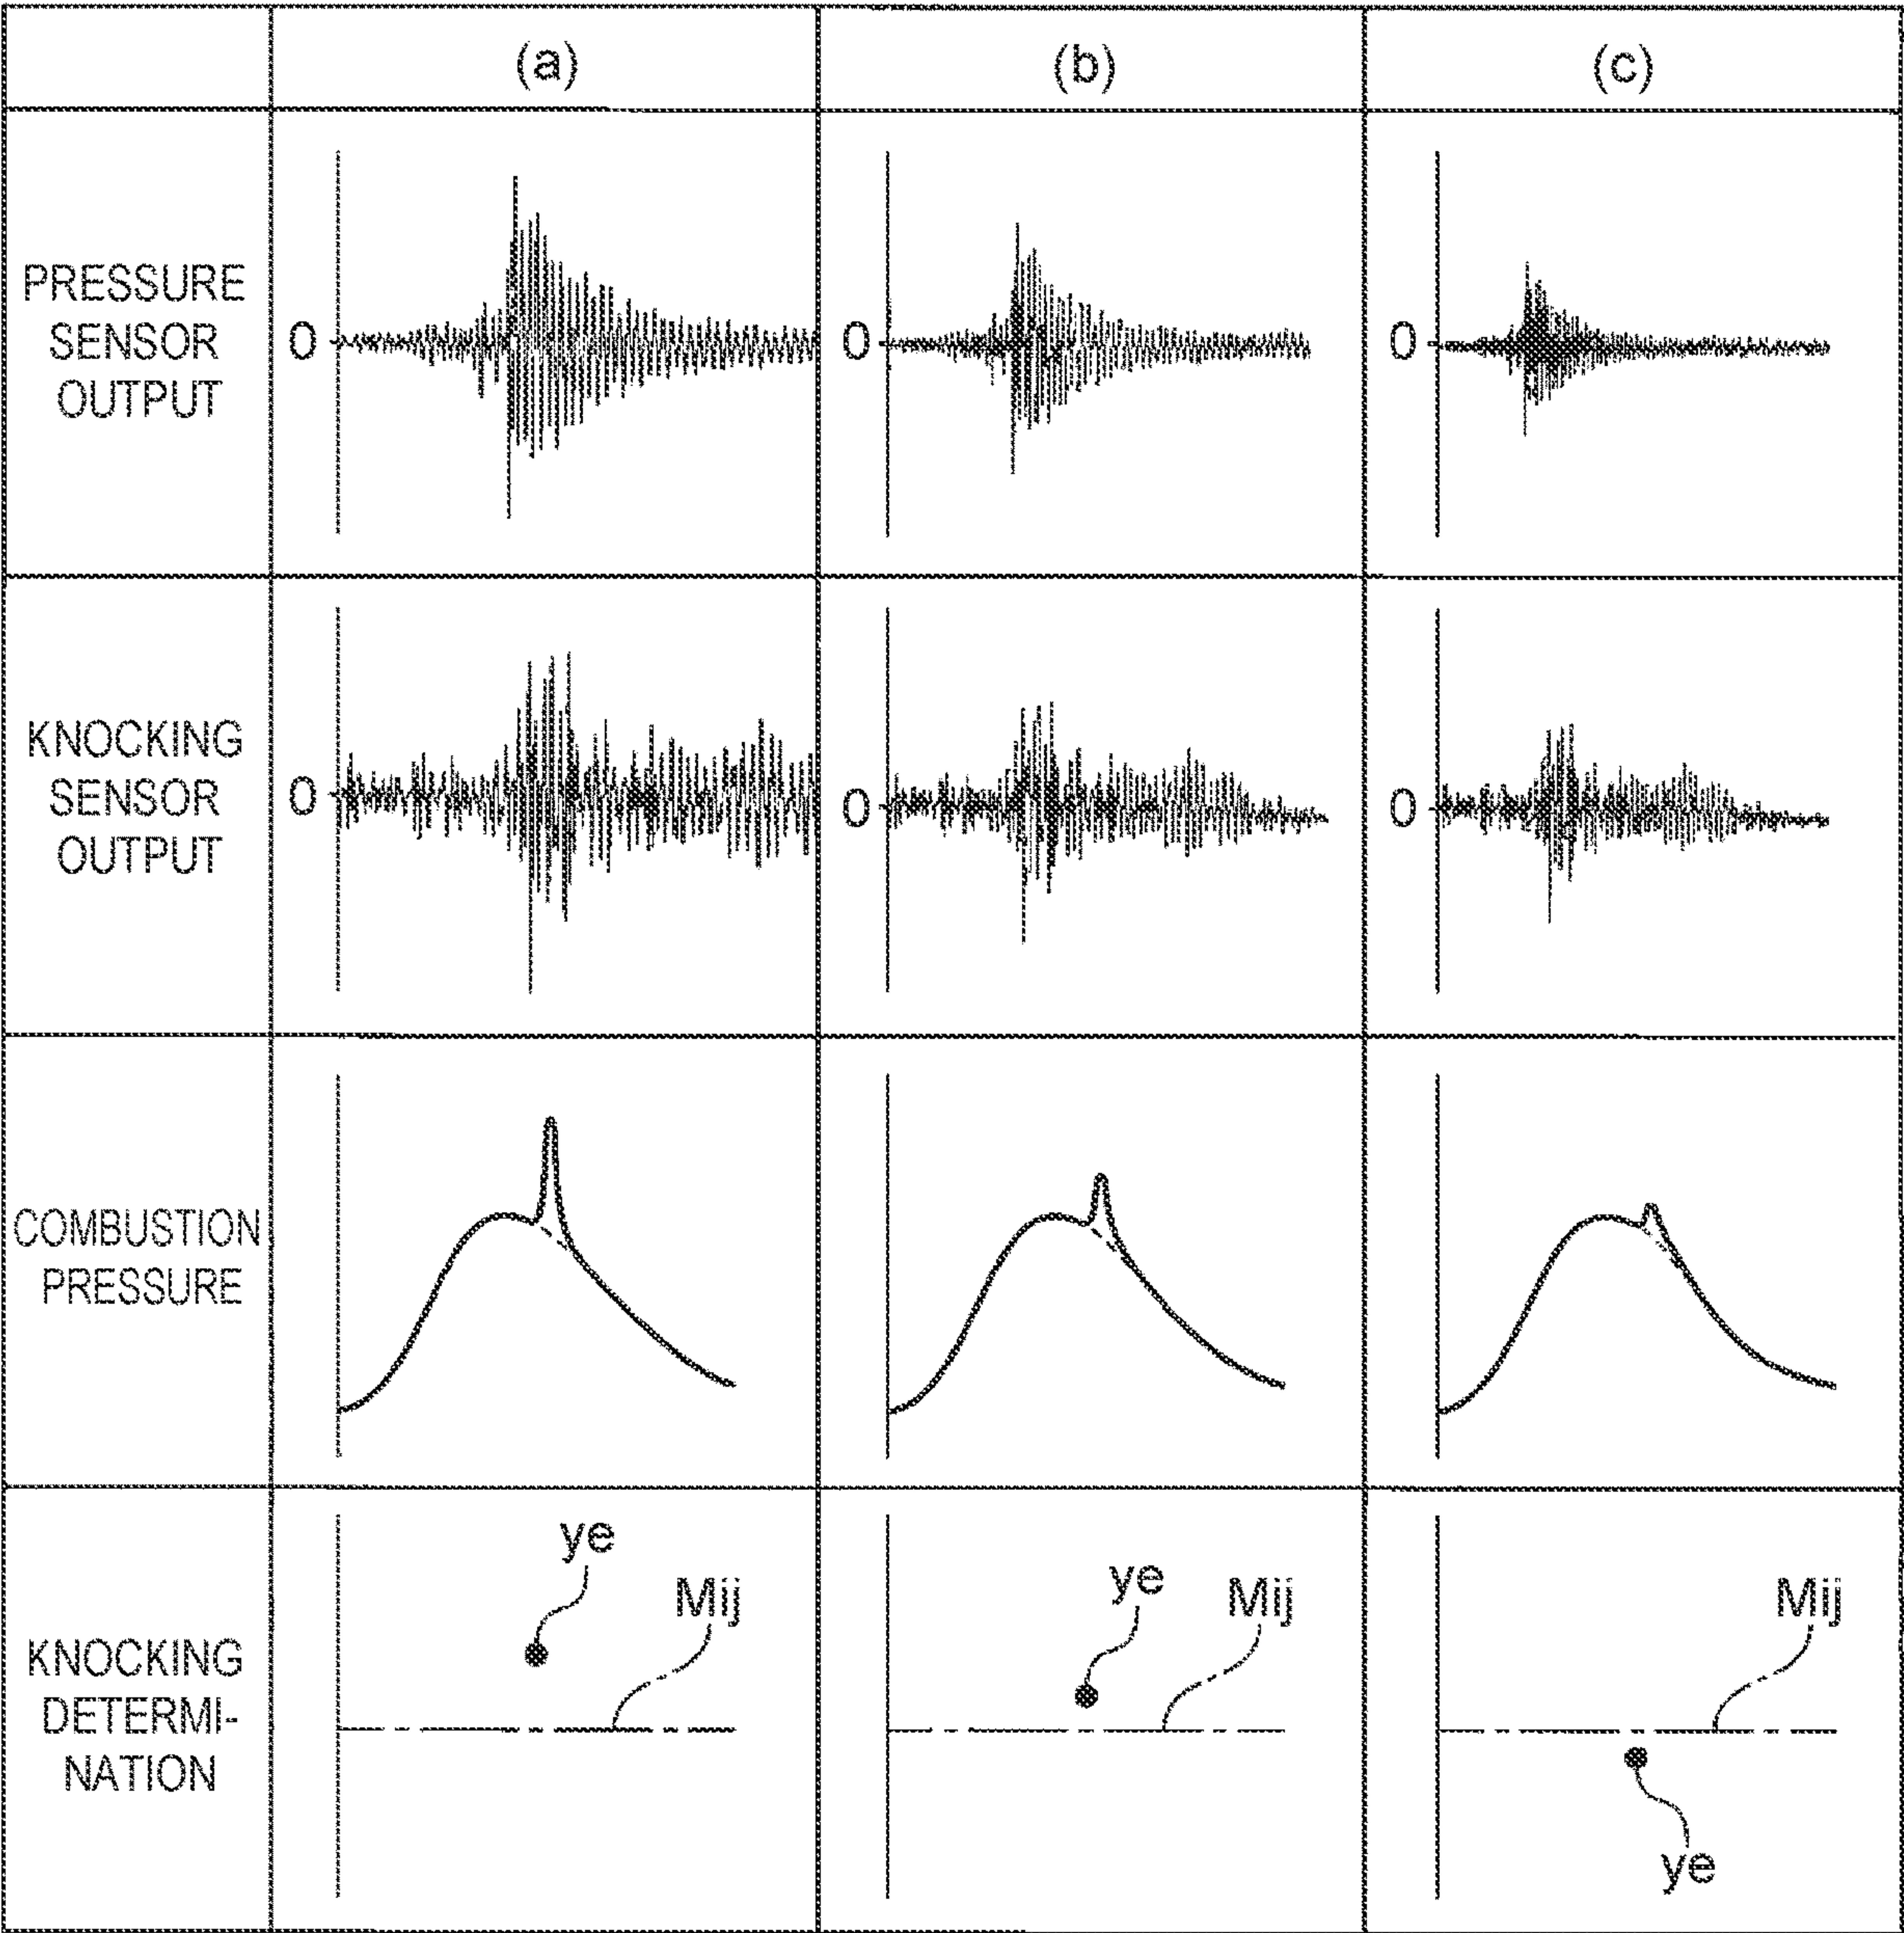 (a) (b) (c)
PRESSURE
SENSOR
OUTPUT
0 0 0
KNOCKING
SENSOR
OUTPUT
0 0 0
COMBUSTION
PRESSURE
KNOCKING
DETERMI-
NATION
ye Mij
ye Mij
Mij
ye